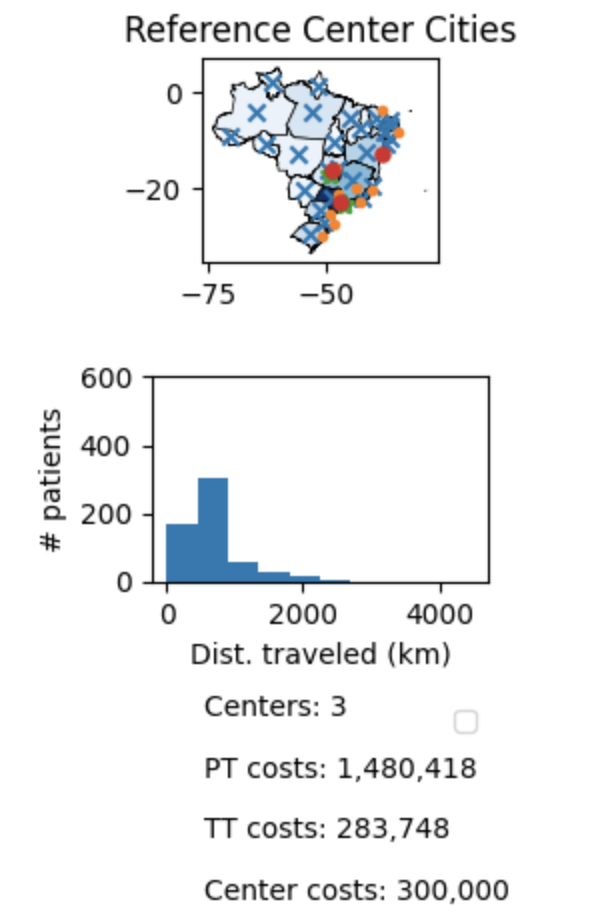 Reference Center Cities
0
−20
−75 −50
600
400
200
0
# patients
0 2000 4000
Dist. traveled (km)
Centers: 3
PT costs: 1,480,418
TT costs: 283,748
Center costs: 300,000